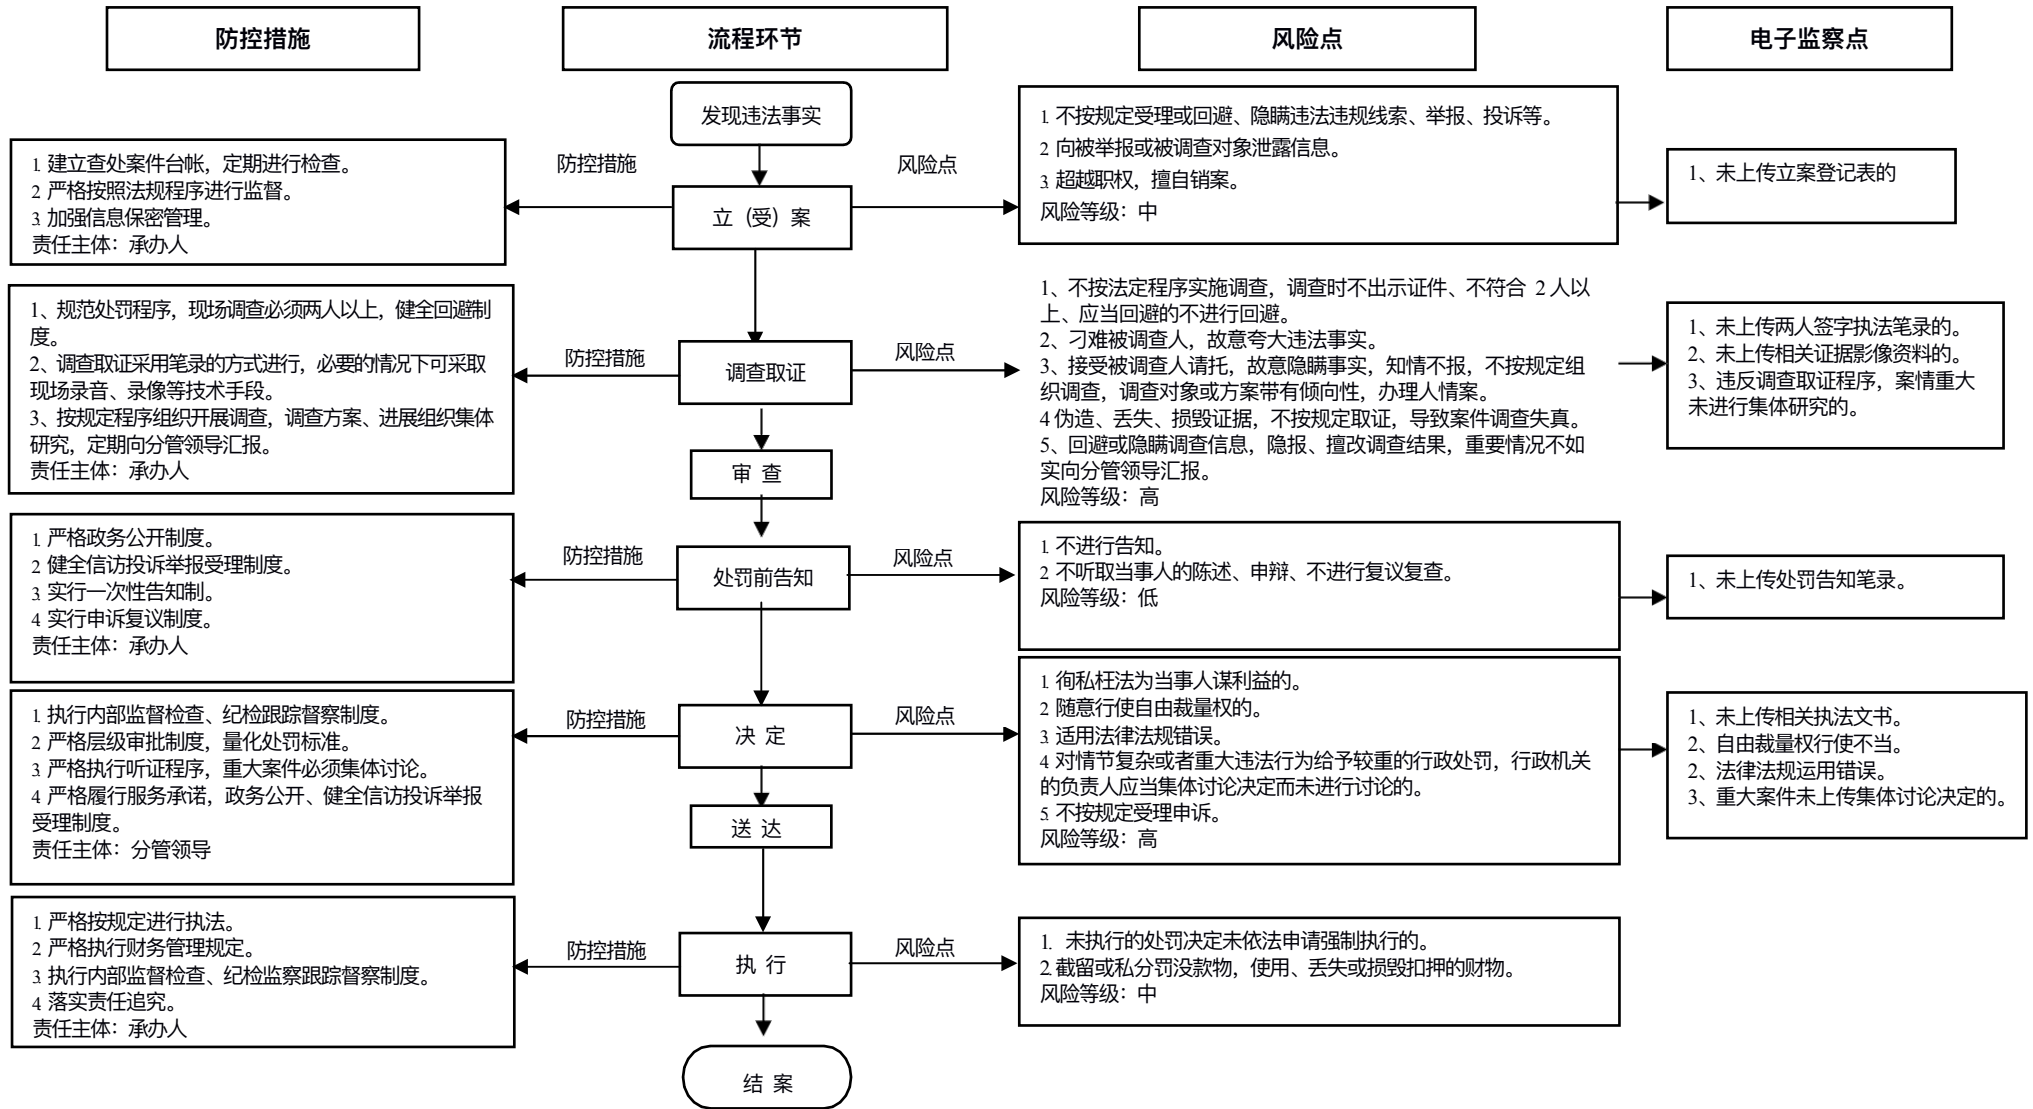 防控措施
流程环节
风险点
电子监察点
发现违法事实
1. 建立查处案件台帐，定期进行检查。
2 严格按照法规程序进行监督。
3. 加强信息保密管理。
责任主体：承办人
防控措施
立（受）案
风险点
1. 不按规定受理或回避、隐瞒违法违规线索、举报、投诉等。
2 向被举报或被调查对象泄露信息。
3. 超越职权，擅自销案。
风险等级：中
1、未上传立案登记表的
1、规范处罚程序，现场调查必须两人以上，健全回避制
度。
2、调查取证采用笔录的方式进行，必要的情况下可采取
现场录音、录像等技术手段。
3、按规定程序组织开展调查，调查方案、进展组织集体
研究，定期向分管领导汇报。
责任主体：承办人
防控措施
调查取证
风险点
1、不按法定程序实施调查，调查时不出示证件、不符合 2 人以
上、应当回避的不进行回避。
2、刁难被调查人，故意夸大违法事实。
3、接受被调查人请托，故意隐瞒事实，知情不报，不按规定组
织调查，调查对象或方案带有倾向性，办理人情案。
4 伪造、丢失、损毁证据，不按规定取证，导致案件调查失真。
5、回避或隐瞒调查信息，隐报、擅改调查结果，重要情况不如
实向分管领导汇报。
风险等级：高
1、未上传两人签字执法笔录的。
2、未上传相关证据影像资料的。
3、违反调查取证程序，案情重大
未进行集体研究的。
审 查
1. 严格政务公开制度。
2 健全信访投诉举报受理制度。
3. 实行一次性告知制。
4 实行申诉复议制度。
责任主体：承办人
防控措施
处罚前告知
风险点
1. 不进行告知。
2 不听取当事人的陈述、申辩、不进行复议复查。
风险等级：低
1、未上传处罚告知笔录。
1. 执行内部监督检查、纪检跟踪督察制度。
2 严格层级审批制度，量化处罚标准。
3. 严格执行听证程序，重大案件必须集体讨论。
4 严格履行服务承诺，政务公开、健全信访投诉举报
受理制度。
责任主体：分管领导
防控措施
决 定
风险点
1. 徇私枉法为当事人谋利益的。
2 随意行使自由裁量权的。
3. 适用法律法规错误。
4 对情节复杂或者重大违法行为给予较重的行政处罚，行政机关
的负责人应当集体讨论决定而未进行讨论的。
5. 不按规定受理申诉。
风险等级：高
1、未上传相关执法文书。
2、自由裁量权行使不当。
2、法律法规运用错误。
3、重大案件未上传集体讨论决定的。
送 达
1. 严格按规定进行执法。
2 严格执行财务管理规定。
3. 执行内部监督检查、纪检监察跟踪督察制度。
4 落实责任追究。
责任主体：承办人
防控措施
执 行
风险点
1. 未执行的处罚决定未依法申请强制执行的。
2.截留或私分罚没款物，使用、丢失或损毁扣押的财物。
风险等级：中
结 案